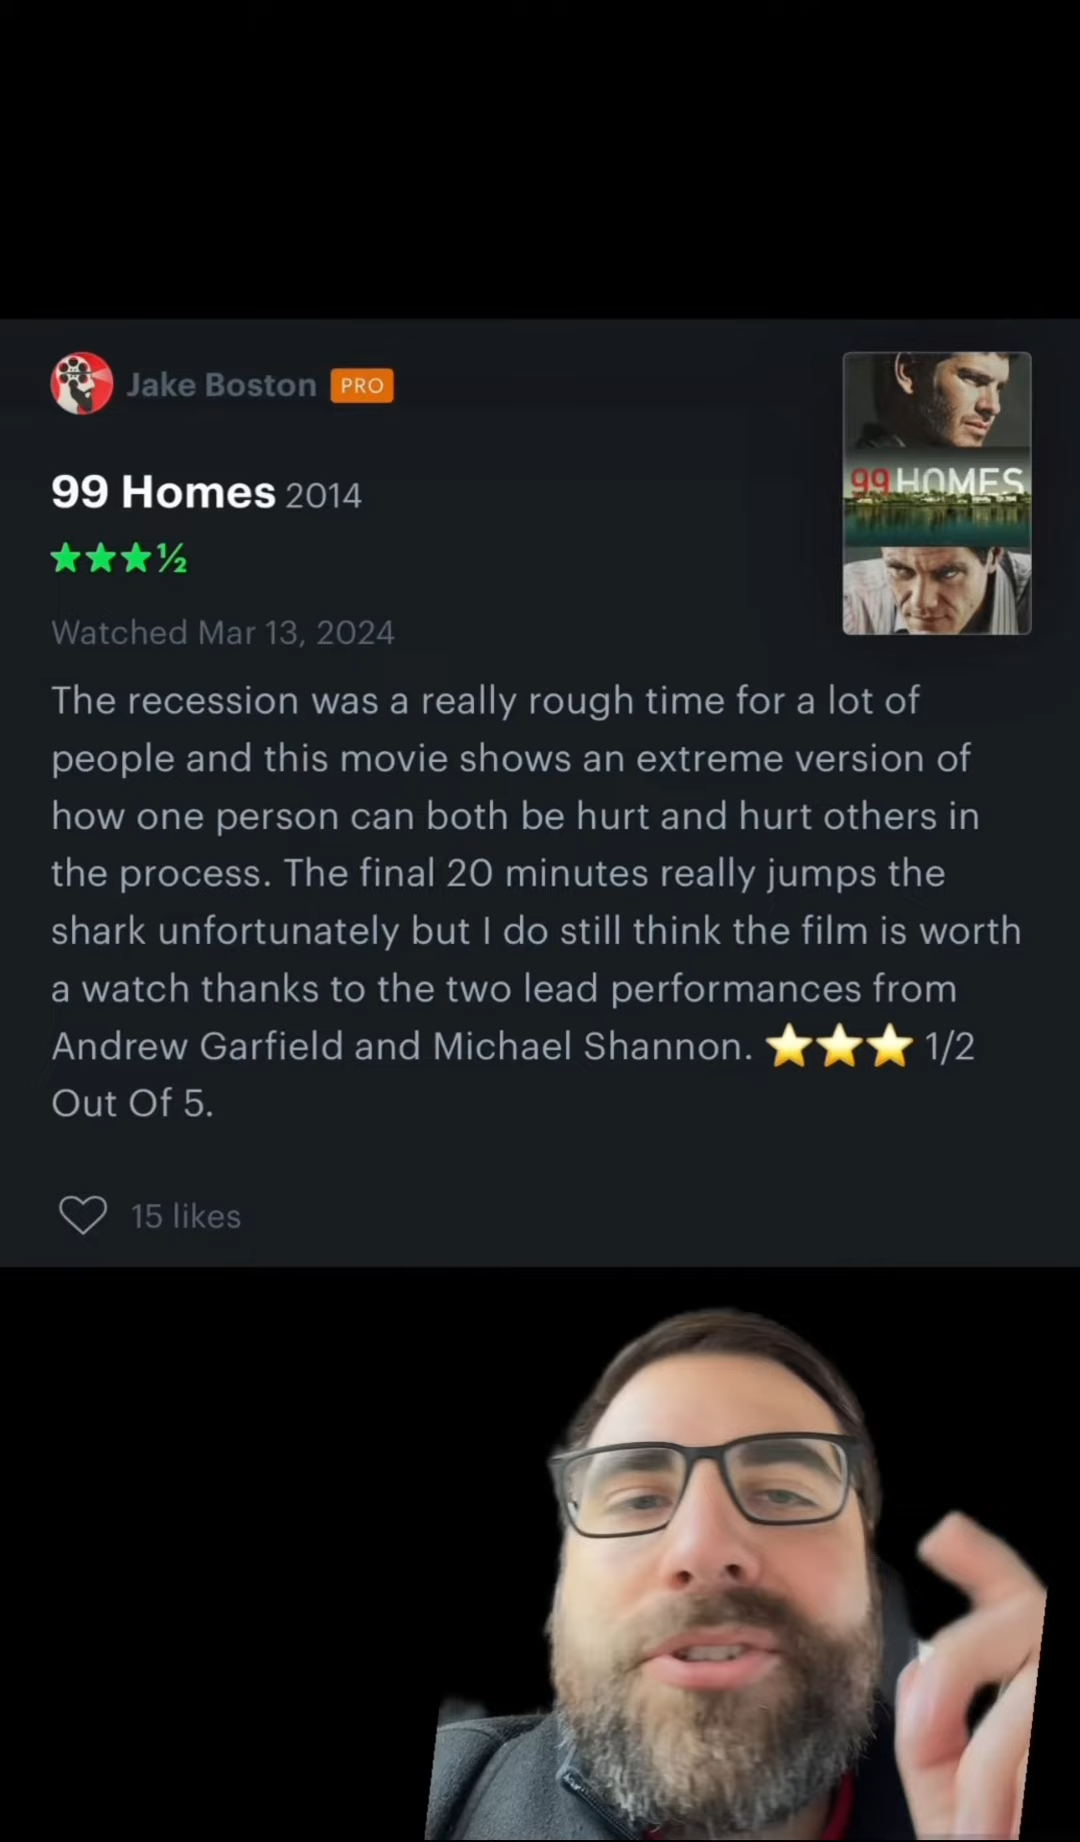 Jake Boston PRO
99 HOMES
99 Homes 2014
★★★½
Watched Mar 13, 2024
The recession was a really rough time for a lot of
people and this movie shows an extreme version of
how one person can both be hurt and hurt others in
the process. The final 20 minutes really jumps the
shark unfortunately but I do still think the film is worth
a watch thanks to the two lead performances from
Andrew Garfield and Michael Shannon. ⭐⭐⭐ 1/2
Out Of 5.
15 likes